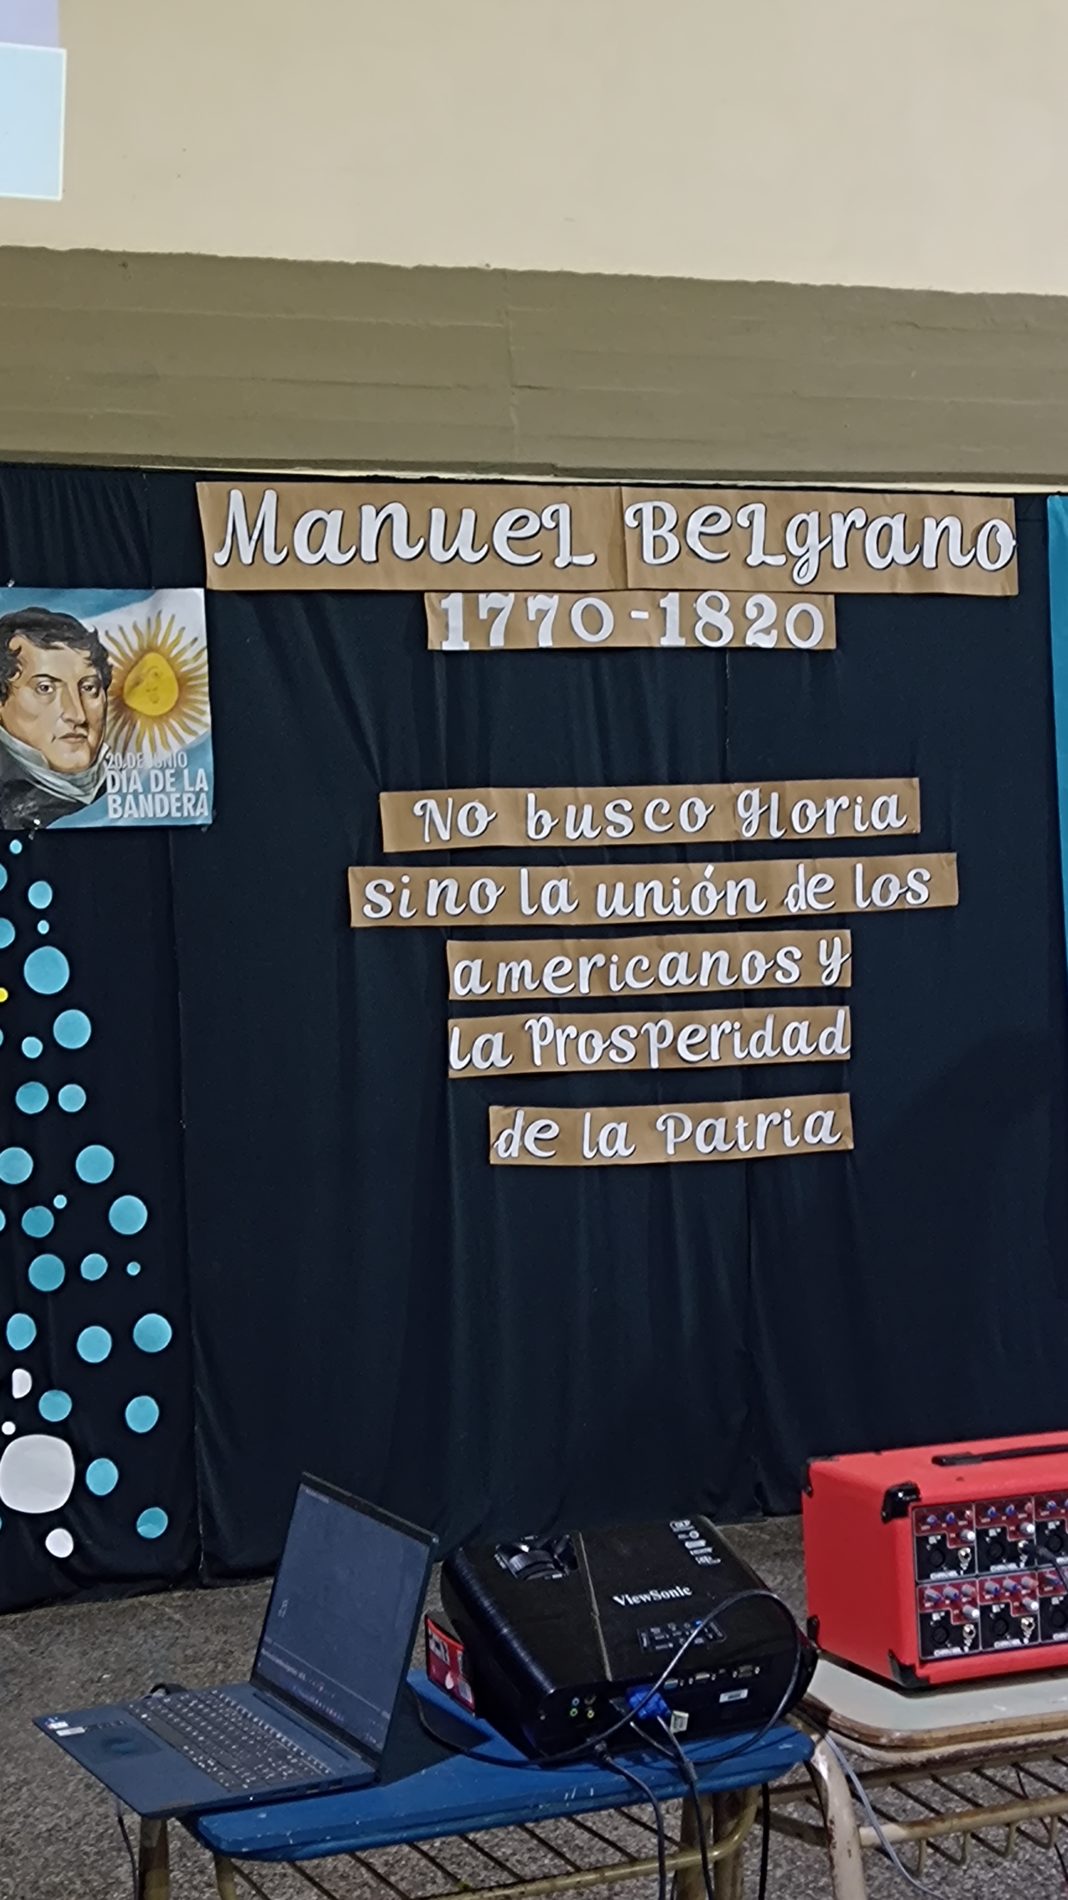 Manuel Belgrano
1770-1820
20 DE JUNIO
DÍA DE LA
BANDERA
No busco gloria
sino la unión de los
americanos y
la Prosperidad
de la Patria
ViewSonic